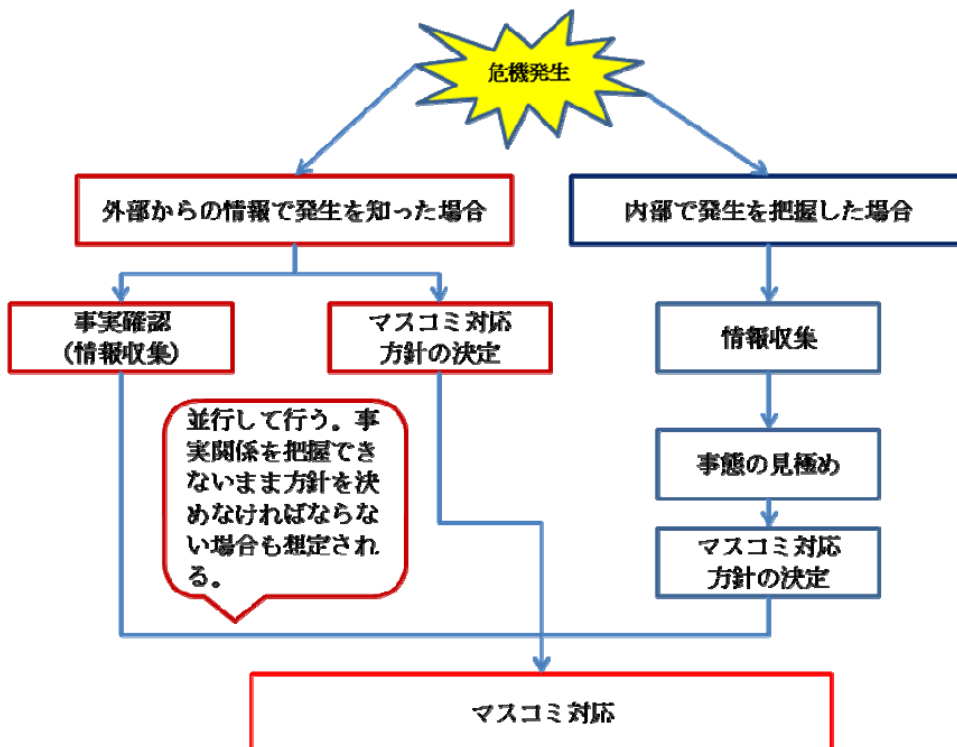 危機発生
外部からの情報で発生を知った場合
内部で発生を把握した場合
事実確認
(情報収集)
マスコミ対応
方針の決定
情報収集
並行して行う。事
実関係を把握でき
ないまま方針を決
めなければならな
い場合も想定され
る。
事態の見極め
マスコミ対応
方針の決定
マスコミ対応